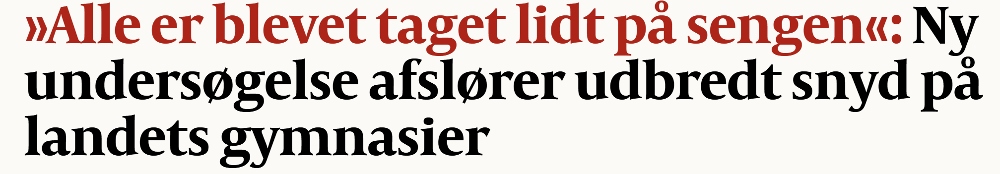 »Alle er blevet taget lidt på sengen«: Ny
undersøgelse afslører udbredt snyd på
landets gymnasier